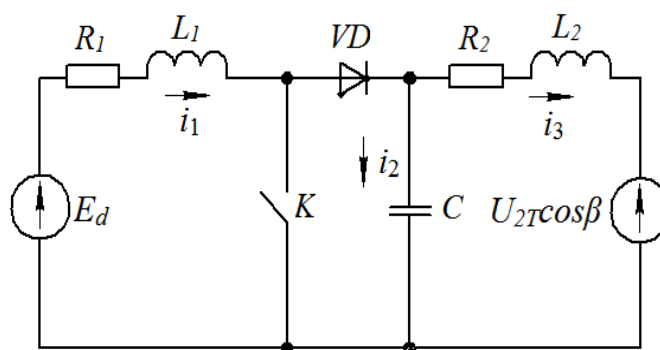 R1 L1 VD R2 L2
i1 i2 i3
Ed K C U2Tcosβ